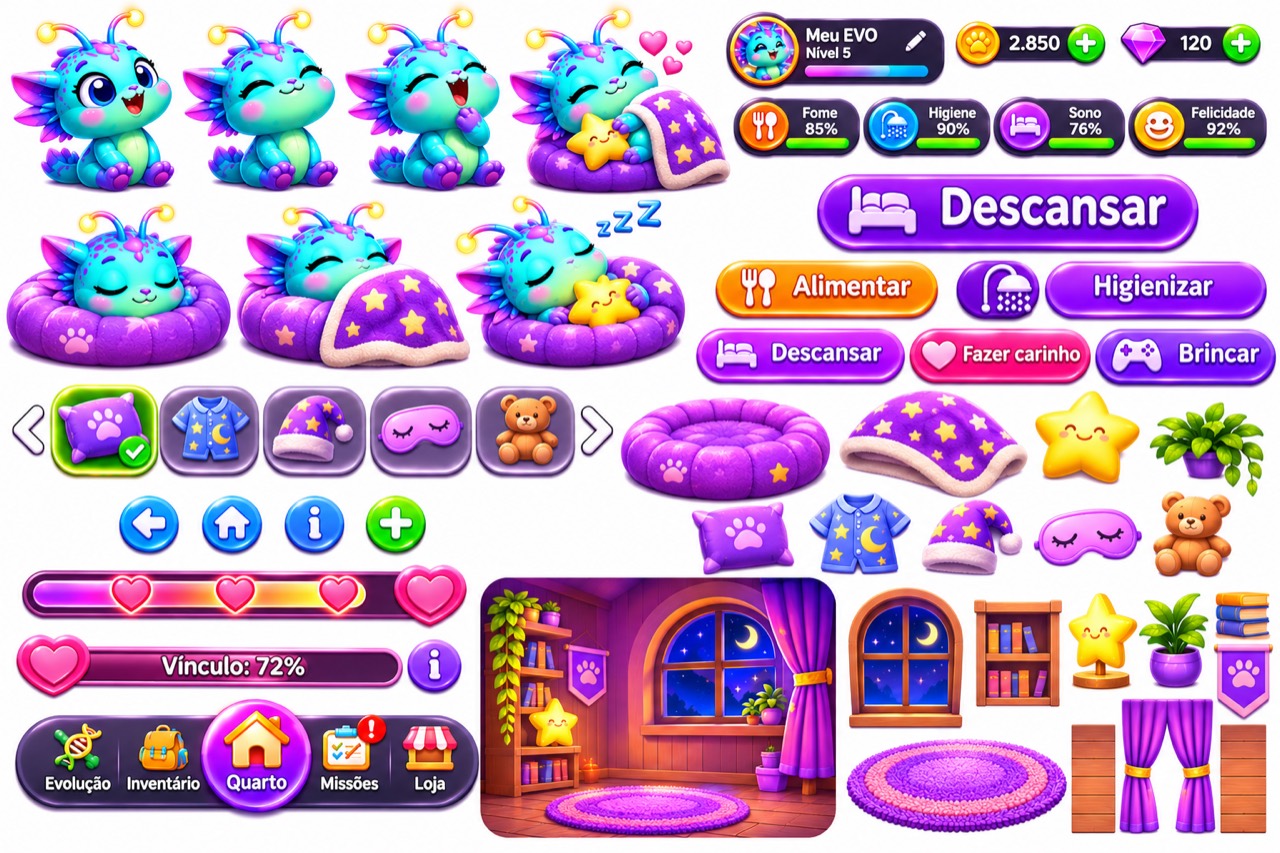 Meu EVO
Nível 5
2.850
120
Fome
85%
Higiene
90%
Sono
76%
Felicidade
92%
Descansar
zzZ
Alimentar
Higienizar
Descansar
Fazer carinho
Brincar
i
Vínculo: 72%
i
!
Evolução
Inventário
Quarto
Missões
Loja